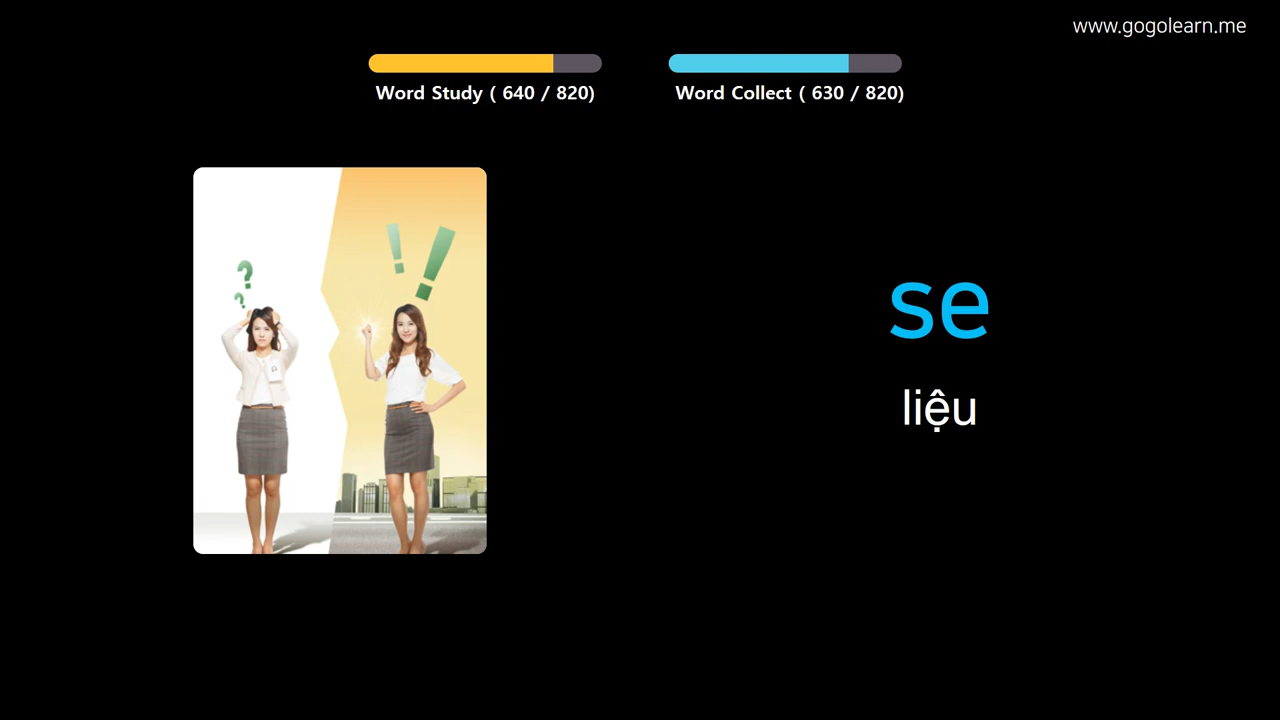 www.gogolearn.me
Word Study ( 640 / 820)
Word Collect ( 630 / 820)
? ?
! !
se
liệu